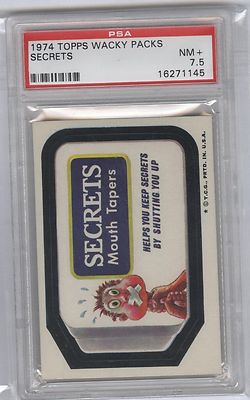 PSA
1974 TOPPS WACKY PACKS
SECRETS
NM+
7.5
16271145
SECRETS
Mouth Tapers
HELPS YOU KEEP SECRETS
BY SHUTTING YOU UP
★ © T.C.G., PRTD. IN U.S.A.